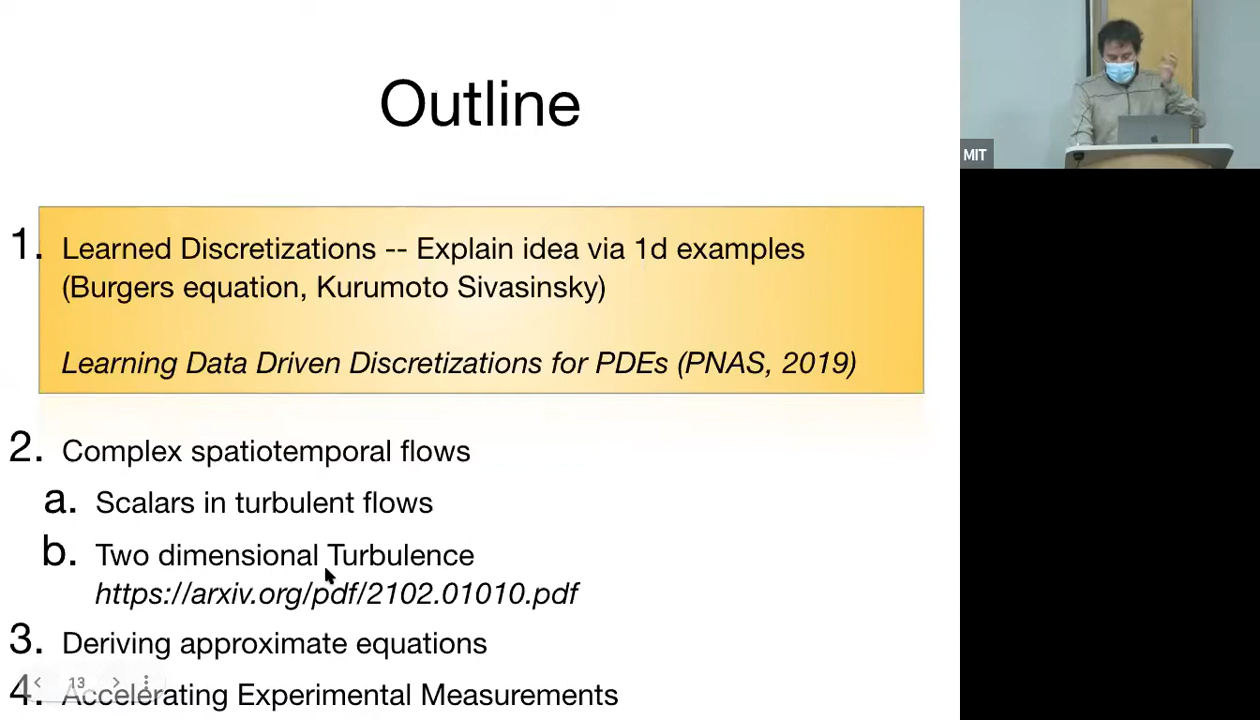 Outline
MIT
1. Learned Discretizations -- Explain idea via 1d examples
(Burgers equation, Kurumoto Sivasinsky)
Learning Data Driven Discretizations for PDEs (PNAS, 2019)
2. Complex spatiotemporal flows
a. Scalars in turbulent flows
b. Two dimensional Turbulence
https://arxiv.org/pdf/2102.01010.pdf
3. Deriving approximate equations
13
4. Accelerating Experimental Measurements